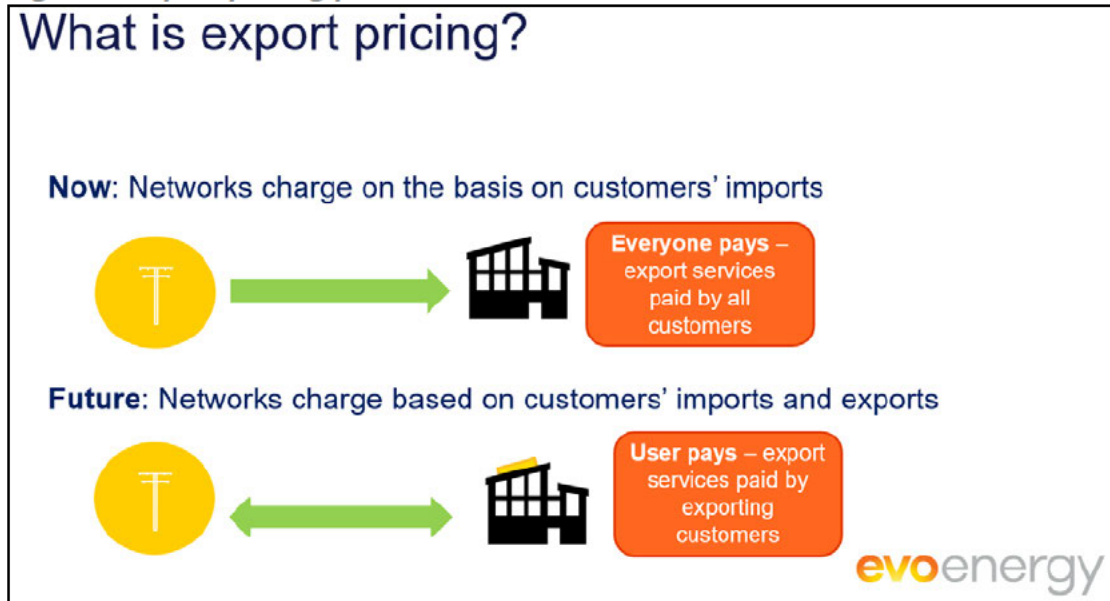 What is export pricing?
Now: Networks charge on the basis on customers' imports
Everyone pays –
export services
paid by all
customers
Future: Networks charge based on customers' imports and exports
User pays – export
services paid by
exporting
customers
evoenergy